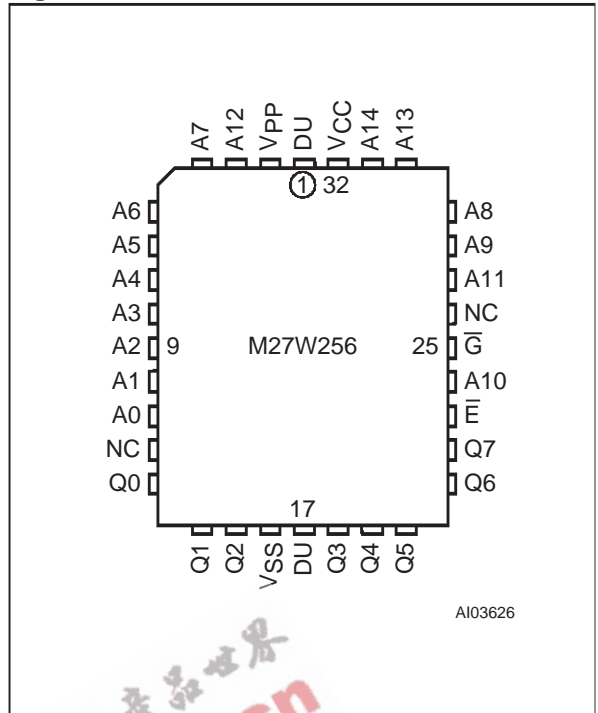 A7 A12 VPP DU VCC A14 A13
1 32
A6 A8
A5 A9
A4 A11
A3 NC
A2 9 M27W256 25 G̅
A1 A10
A0 E̅
NC Q7
Q0 Q6
17
Q1 Q2 VSS DU Q3 Q4 Q5
AI03626